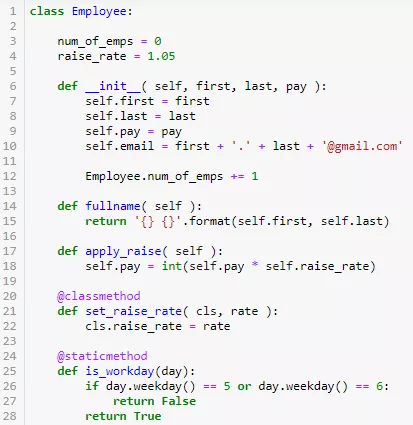 1 class Employee:
2
3     num_of_emps = 0
4     raise_rate = 1.05
5
6     def __init__( self, first, last, pay ):
7         self.first = first
8         self.last = last
9         self.pay = pay
10         self.email = first + '.' + last + '@gmail.com'
11
12         Employee.num_of_emps += 1
13
14     def fullname( self ):
15         return '{} {}'.format(self.first, self.last)
16
17     def apply_raise( self ):
18         self.pay = int(self.pay * self.raise_rate)
19
20     @classmethod
21     def set_raise_rate( cls, rate ):
22         cls.raise_rate = rate
23
24     @staticmethod
25     def is_workday(day):
26         if day.weekday() == 5 or day.weekday() == 6:
27             return False
28         return True